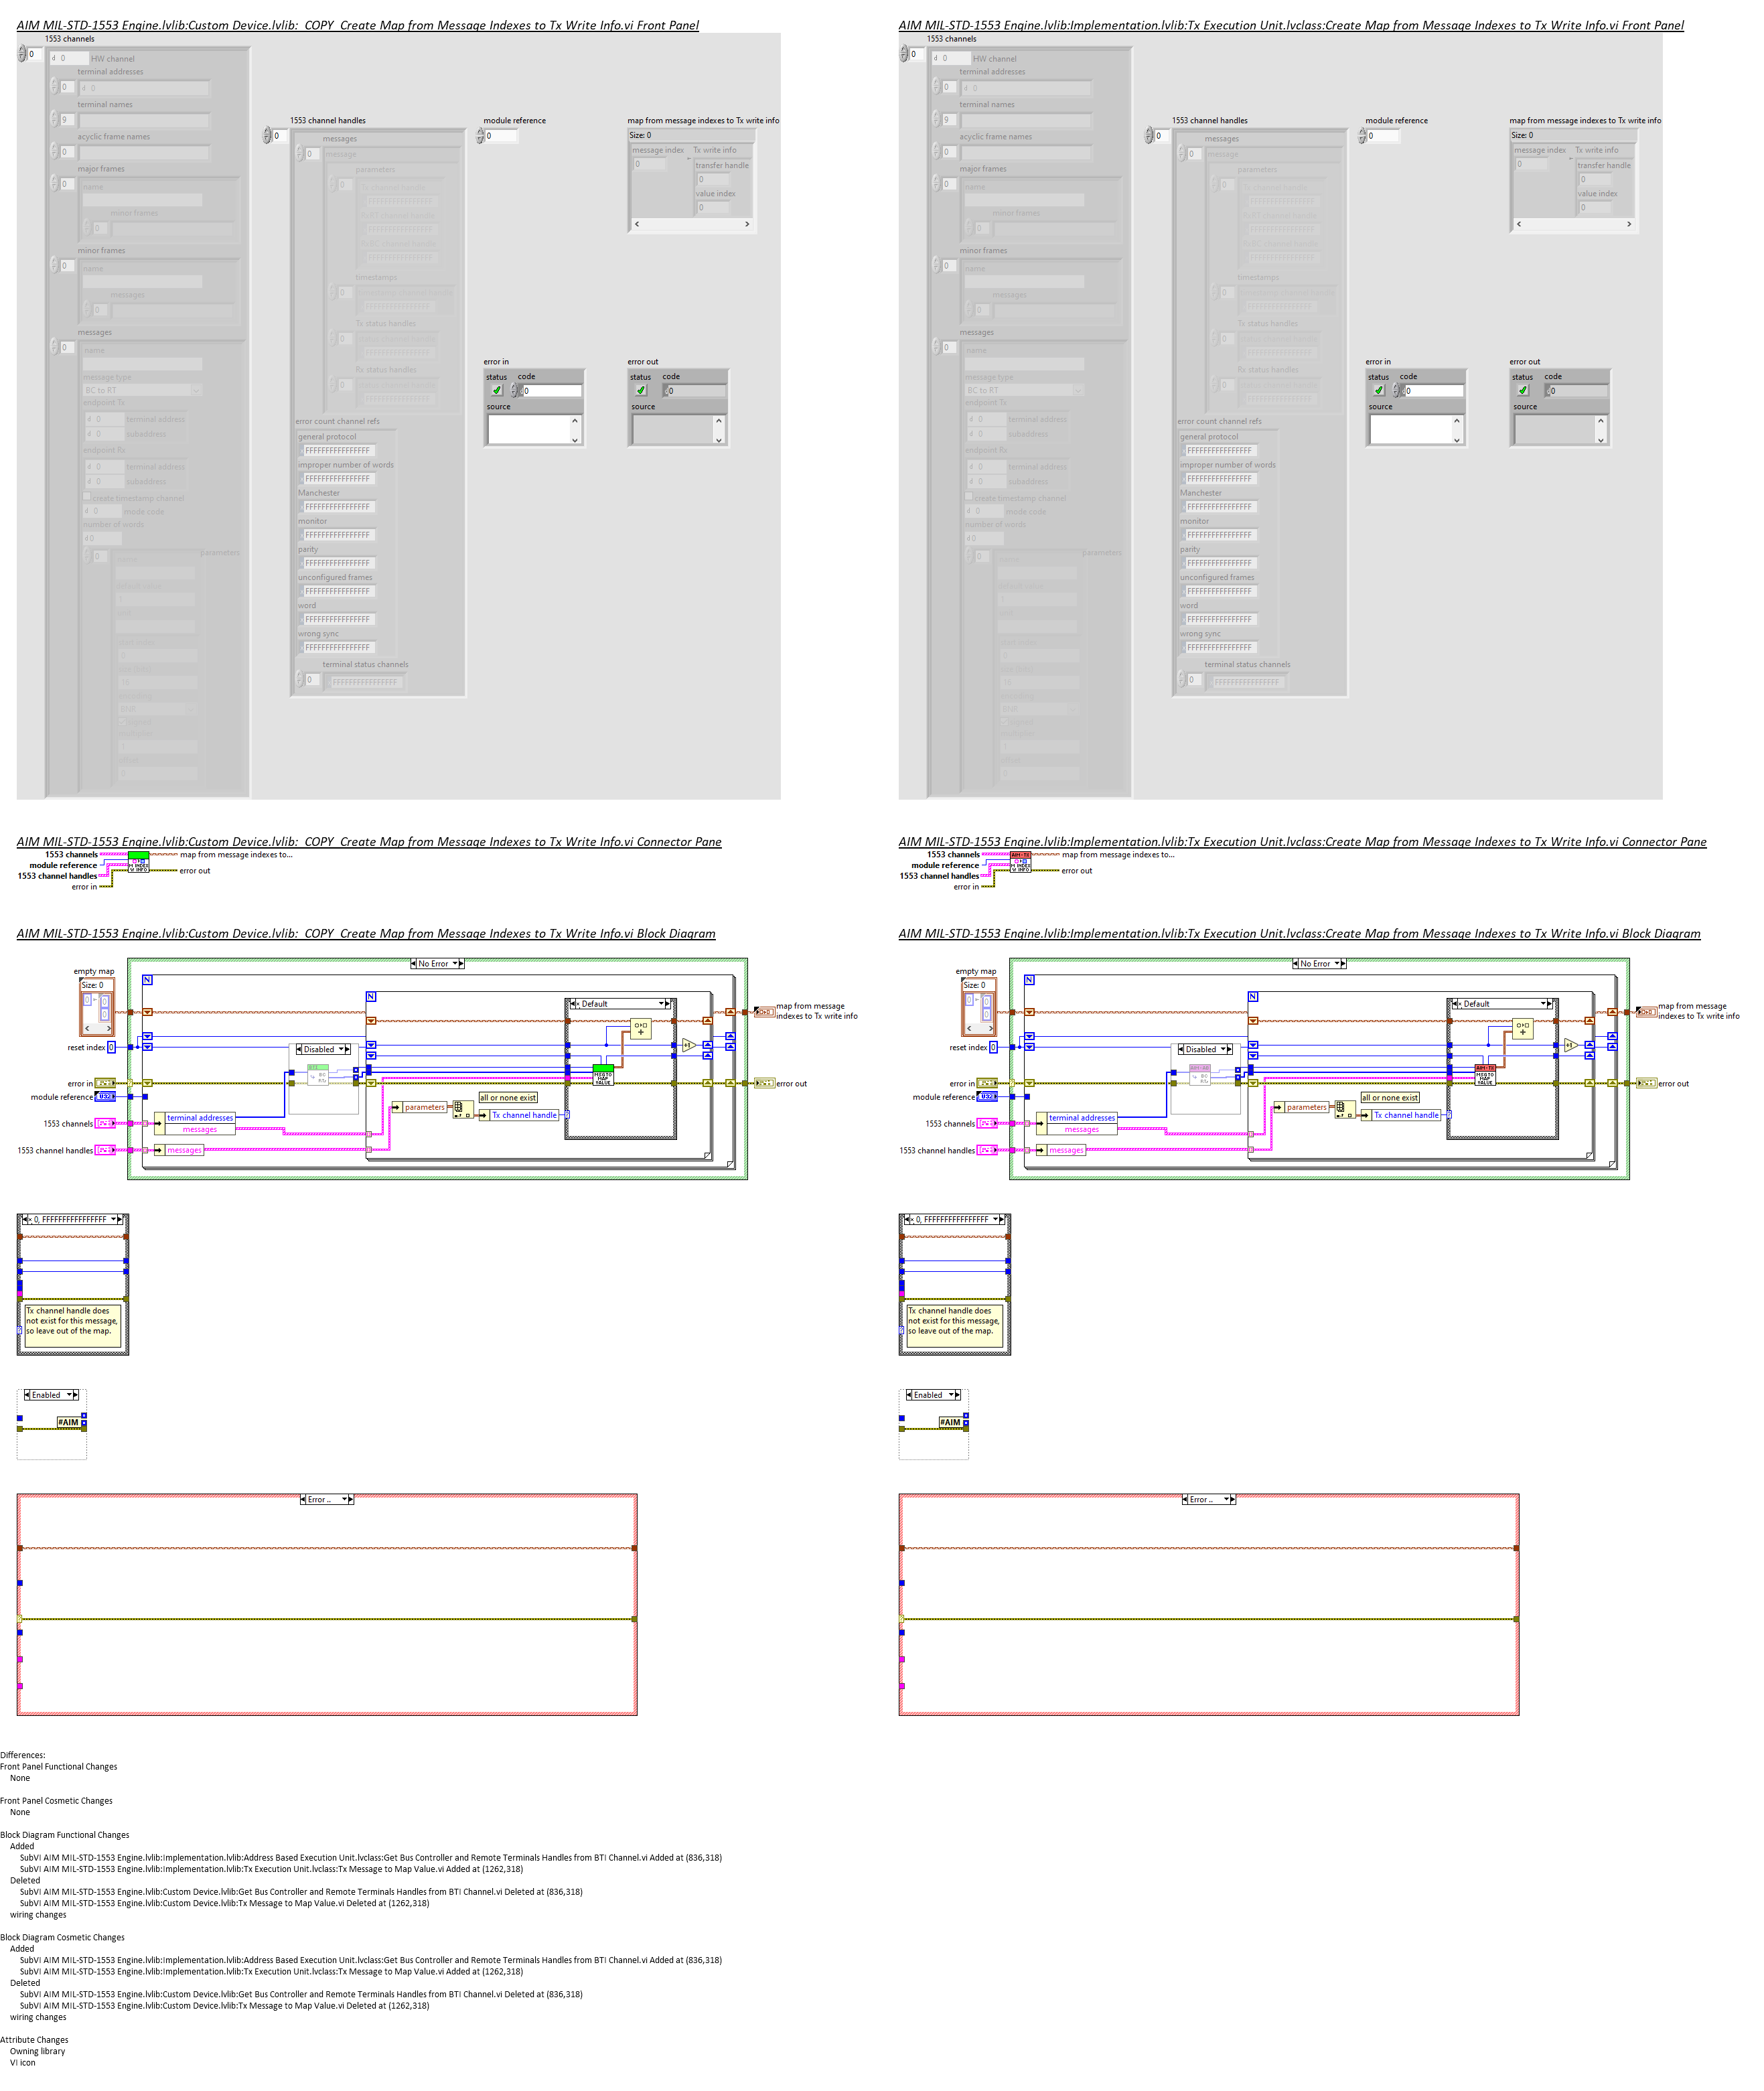 AIM MIL-STD-1553 Engine.lvlib:Custom Device.lvlib:_COPY_Create Map from Message Indexes to Tx Write Info.vi Front Panel
1553 channels
0
d 0 HW channel
terminal addresses
0
d 0
terminal names
9
acyclic frame names
0
major frames
0
name
minor frames
0
minor frames
0
name
messages
0
messages
0
name
message type
BC to RT
endpoint Tx
d 0 terminal address
d 0 subaddress
endpoint Rx
d 0 terminal address
d 0 subaddress
create timestamp channel
d 0 mode code
number of words
d 0
0
parameters
1553 channel handles
0
messages
0
message
parameters
0
Tx channel handle
FFFFFFFFFFFFFFFF
FFFFFFFFFFFFFFFF
FFFFFFFFFFFFFFFF
timestamps
0
FFFFFFFFFFFFFFFF
Tx status handles
0
FFFFFFFFFFFFFFFF
Rx status handles
0
FFFFFFFFFFFFFFFF
error count channel refs
general protocol
FFFFFFFFFFFFFFFF
improper number of words
FFFFFFFFFFFFFFFF
Manchester
FFFFFFFFFFFFFFFF
monitor
FFFFFFFFFFFFFFFF
parity
FFFFFFFFFFFFFFFF
unconfigured frames
FFFFFFFFFFFFFFFF
word
FFFFFFFFFFFFFFFF
wrong sync
FFFFFFFFFFFFFFFF
terminal status channels
0
FFFFFFFFFFFFFFFF
module reference
0
map from message indexes to Tx write info
Size: 0
message index
0
Tx write info
transfer handle
0
value index
0
error in
status code
0
source
error out
status code
0
source
AIM MIL-STD-1553 Engine.lvlib:Implementation.lvlib:Tx Execution Unit.lvclass:Create Map from Message Indexes to Tx Write Info.vi Front Panel
1553 channels
0
d 0 HW channel
terminal addresses
0
d 0
terminal names
9
acyclic frame names
0
major frames
0
name
minor frames
0
minor frames
0
name
messages
0
messages
0
name
message type
BC to RT
endpoint Tx
d 0 terminal address
d 0 subaddress
endpoint Rx
d 0 terminal address
d 0 subaddress
create timestamp channel
d 0 mode code
number of words
d 0
0
parameters
1553 channel handles
0
messages
0
message
parameters
0
Tx channel handle
FFFFFFFFFFFFFFFF
FFFFFFFFFFFFFFFF
FFFFFFFFFFFFFFFF
timestamps
0
FFFFFFFFFFFFFFFF
Tx status handles
0
FFFFFFFFFFFFFFFF
Rx status handles
0
FFFFFFFFFFFFFFFF
error count channel refs
general protocol
FFFFFFFFFFFFFFFF
improper number of words
FFFFFFFFFFFFFFFF
Manchester
FFFFFFFFFFFFFFFF
monitor
FFFFFFFFFFFFFFFF
parity
FFFFFFFFFFFFFFFF
unconfigured frames
FFFFFFFFFFFFFFFF
word
FFFFFFFFFFFFFFFF
wrong sync
FFFFFFFFFFFFFFFF
terminal status channels
0
FFFFFFFFFFFFFFFF
module reference
0
map from message indexes to Tx write info
Size: 0
message index
0
Tx write info
transfer handle
0
value index
0
error in
status code
0
source
error out
status code
0
source
AIM MIL-STD-1553 Engine.lvlib:Custom Device.lvlib:_COPY_Create Map from Message Indexes to Tx Write Info.vi Connector Pane
1553 channels
map from message indexes to...
module reference
1553 channel handles
error out
error in
AIM MIL-STD-1553 Engine.lvlib:Implementation.lvlib:Tx Execution Unit.lvclass:Create Map from Message Indexes to Tx Write Info.vi Connector Pane
1553 channels
map from message indexes to...
module reference
1553 channel handles
error out
error in
AIM MIL-STD-1553 Engine.lvlib:Custom Device.lvlib:_COPY_Create Map from Message Indexes to Tx Write Info.vi Block Diagram
No Error
empty map
Size: 0
N
N
Default
map from message
indexes to Tx write info
reset index 0
Disabled
error in
error out
module reference U32
all or none exist
parameters
Tx channel handle
terminal addresses
1553 channels
messages
1553 channel handles
messages
0, FFFFFFFFFFFFFFFF
Tx channel handle does
not exist for this message,
so leave out of the map.
Enabled
#AIM
Error ..
AIM MIL-STD-1553 Engine.lvlib:Implementation.lvlib:Tx Execution Unit.lvclass:Create Map from Message Indexes to Tx Write Info.vi Block Diagram
No Error
empty map
Size: 0
N
N
Default
map from message
indexes to Tx write info
reset index 0
Disabled
error in
error out
module reference U32
all or none exist
parameters
Tx channel handle
terminal addresses
1553 channels
messages
1553 channel handles
messages
0, FFFFFFFFFFFFFFFF
Tx channel handle does
not exist for this message,
so leave out of the map.
Enabled
#AIM
Error ..
Differences:
Front Panel Functional Changes
None
Front Panel Cosmetic Changes
None
Block Diagram Functional Changes
Added
SubVI AIM MIL-STD-1553 Engine.lvlib:Implementation.lvlib:Address Based Execution Unit.lvclass:Get Bus Controller and Remote Terminals Handles from BTI Channel.vi Added at (836,318)
SubVI AIM MIL-STD-1553 Engine.lvlib:Implementation.lvlib:Tx Execution Unit.lvclass:Tx Message to Map Value.vi Added at (1262,318)
Deleted
SubVI AIM MIL-STD-1553 Engine.lvlib:Custom Device.lvlib:Get Bus Controller and Remote Terminals Handles from BTI Channel.vi Deleted at (836,318)
SubVI AIM MIL-STD-1553 Engine.lvlib:Custom Device.lvlib:Tx Message to Map Value.vi Deleted at (1262,318)
wiring changes
Block Diagram Cosmetic Changes
Added
SubVI AIM MIL-STD-1553 Engine.lvlib:Implementation.lvlib:Address Based Execution Unit.lvclass:Get Bus Controller and Remote Terminals Handles from BTI Channel.vi Added at (836,318)
SubVI AIM MIL-STD-1553 Engine.lvlib:Implementation.lvlib:Tx Execution Unit.lvclass:Tx Message to Map Value.vi Added at (1262,318)
Deleted
SubVI AIM MIL-STD-1553 Engine.lvlib:Custom Device.lvlib:Get Bus Controller and Remote Terminals Handles from BTI Channel.vi Deleted at (836,318)
SubVI AIM MIL-STD-1553 Engine.lvlib:Custom Device.lvlib:Tx Message to Map Value.vi Deleted at (1262,318)
wiring changes
Attribute Changes
Owning library
VI icon